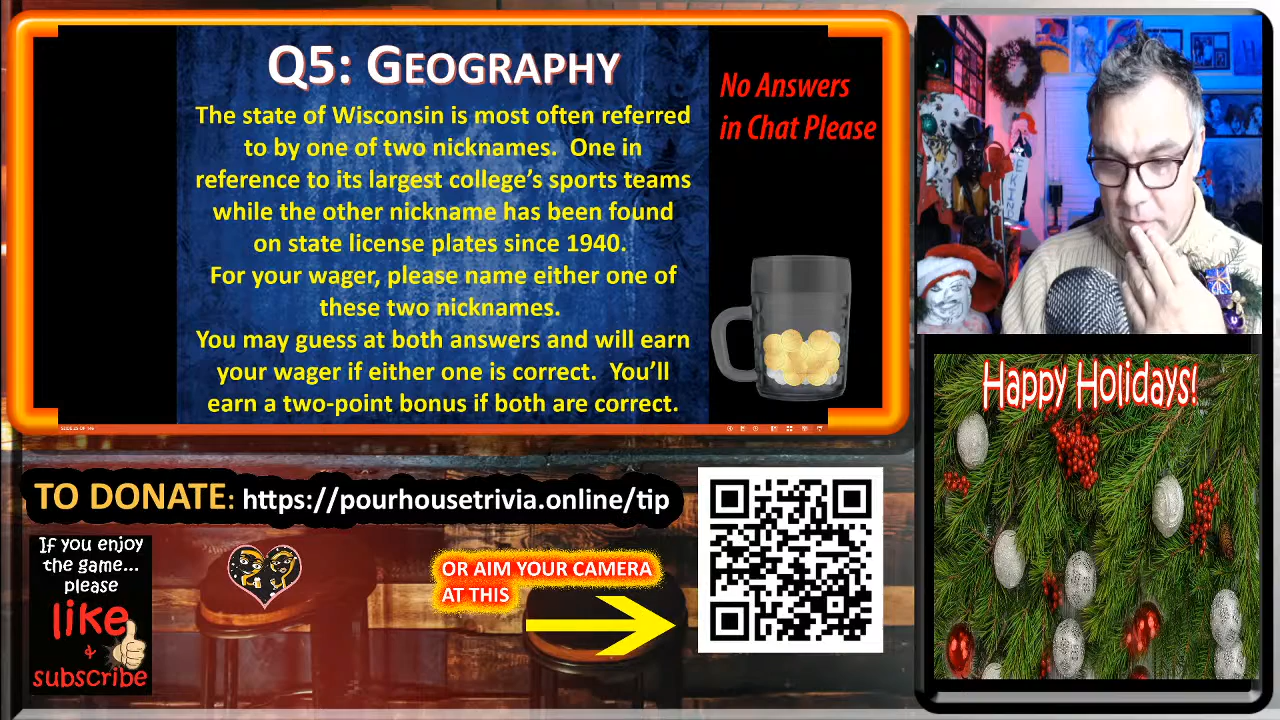 Q5: GEOGRAPHY
The state of Wisconsin is most often referred
to by one of two nicknames.  One in
reference to its largest college's sports teams
while the other nickname has been found
on state license plates since 1940.
For your wager, please name either one of
these two nicknames.
You may guess at both answers and will earn
your wager if either one is correct.  You'll
earn a two-point bonus if both are correct.
No Answers
in Chat Please
Happy Holidays!
TO DONATE: https://pourhousetrivia.online/tip
If you enjoy
the game...
please
like
&
subscribe
OR AIM YOUR CAMERA
AT THIS